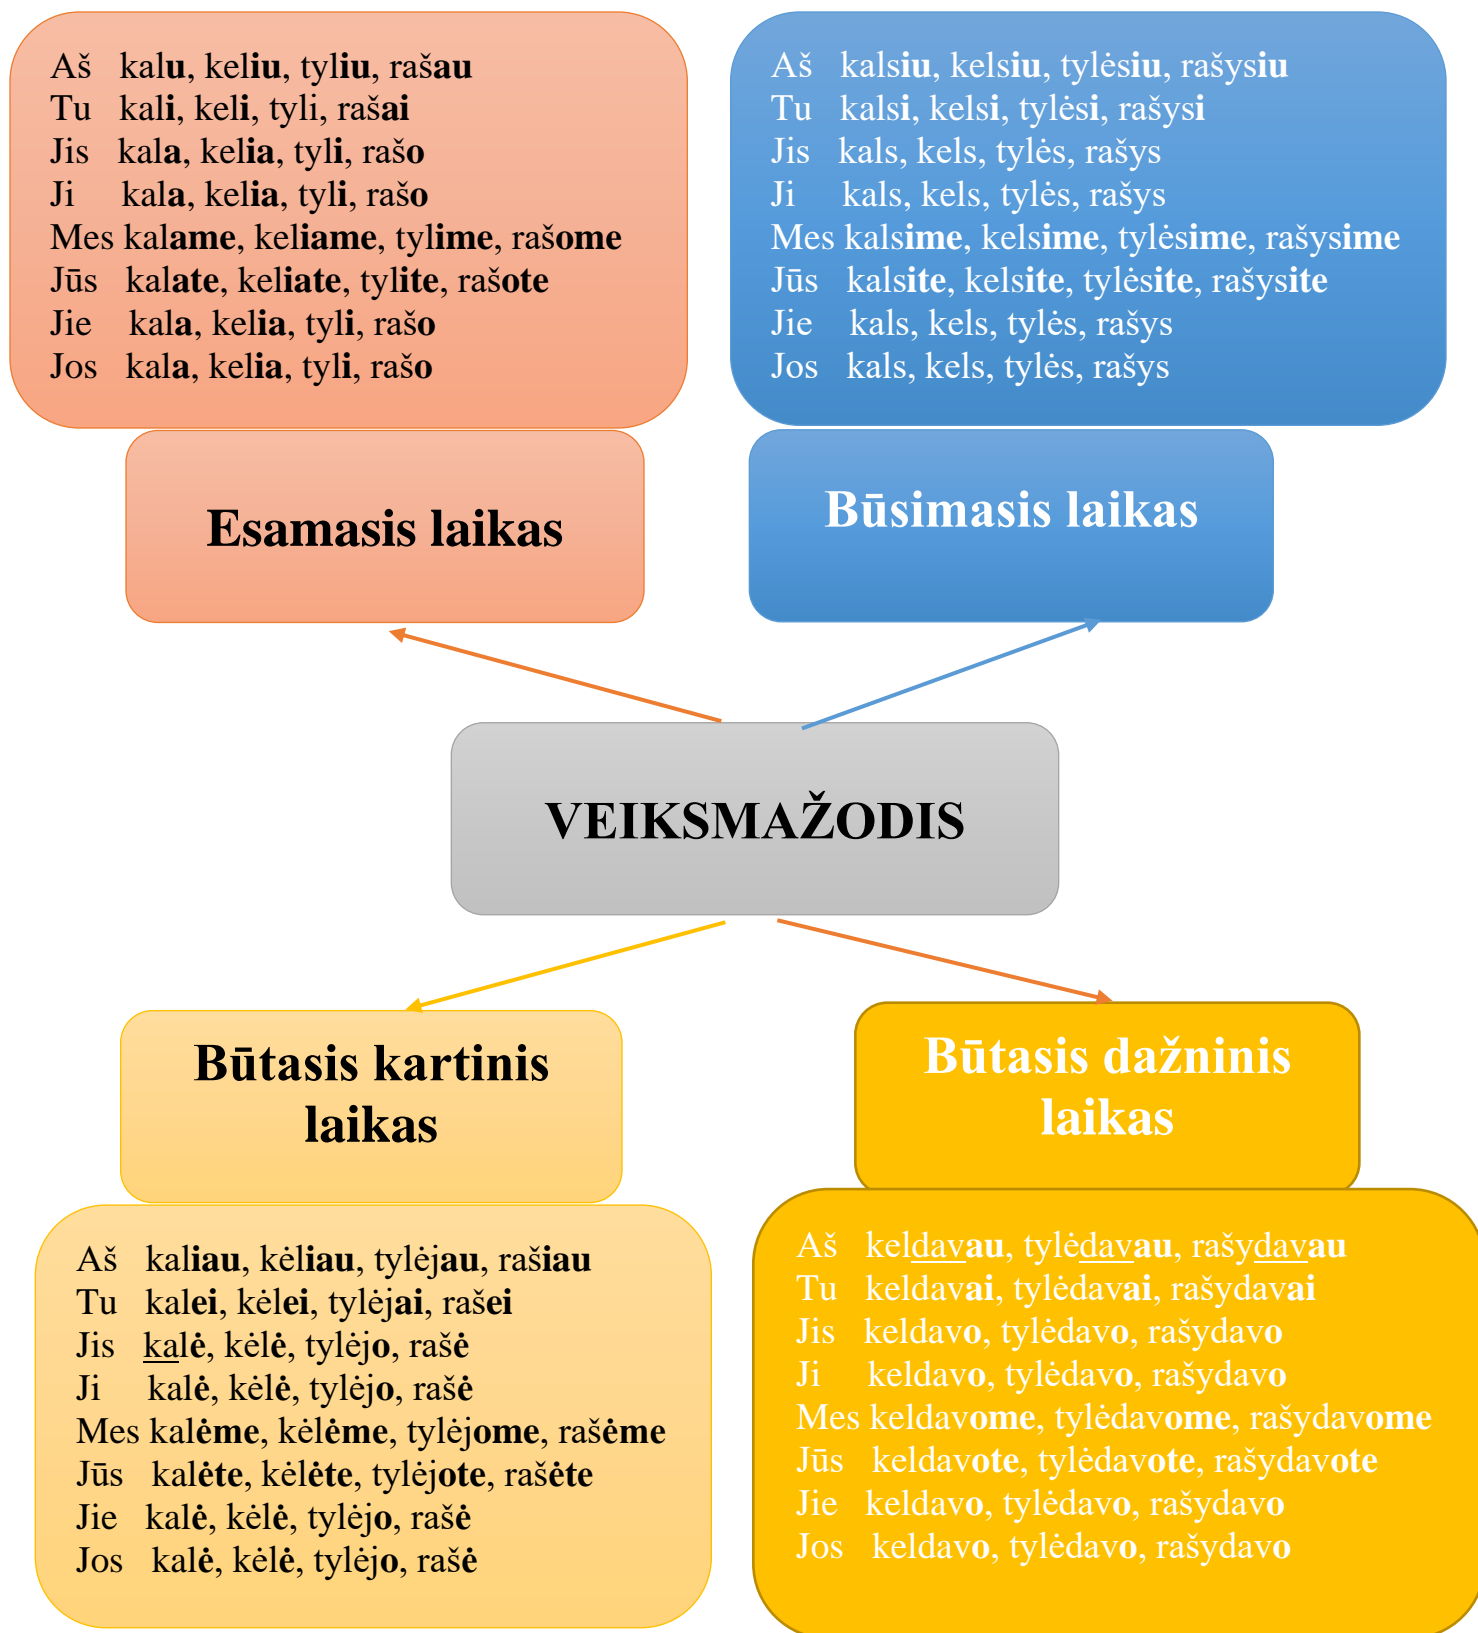 Aš kalu, keliu, tyliu, rašau
Tu kali, keli, tyli, rašai
Jis kala, kelia, tyli, rašo
Ji kala, kelia, tyli, rašo
Mes kalame, keliame, tylime, rašome
Jūs kalate, keliate, tylite, rašote
Jie kala, kelia, tyli, rašo
Jos kala, kelia, tyli, rašo
Esamasis laikas
Aš kalsiu, kelsiu, tylėsiu, rašysiu
Tu kalsi, kelsi, tylėsi, rašysi
Jis kals, kels, tylės, rašys
Ji kals, kels, tylės, rašys
Mes kalsime, kelsime, tylėsime, rašysime
Jūs kalsite, kelsite, tylėsite, rašysite
Jie kals, kels, tylės, rašys
Jos kals, kels, tylės, rašys
Būsimasis laikas
VEIKSMAŽODIS
Būtasis kartinis
laikas
Aš kaliau, kėliau, tylėjau, rašiau
Tu kalei, kėlei, tylėjai, rašei
Jis kalė, kėlė, tylėjo, rašė
Ji kalė, kėlė, tylėjo, rašė
Mes kalėme, kėlėme, tylėjome, rašėme
Jūs kalėte, kėlėte, tylėjote, rašėte
Jie kalė, kėlė, tylėjo, rašė
Jos kalė, kėlė, tylėjo, rašė
Būtasis dažninis
laikas
Aš keldavau, tylėdavau, rašydavau
Tu keldavai, tylėdavai, rašydavai
Jis keldavo, tylėdavo, rašydavo
Ji keldavo, tylėdavo, rašydavo
Mes keldavome, tylėdavome, rašydavome
Jūs keldavote, tylėdavote, rašydavote
Jie keldavo, tylėdavo, rašydavo
Jos keldavo, tylėdavo, rašydavo